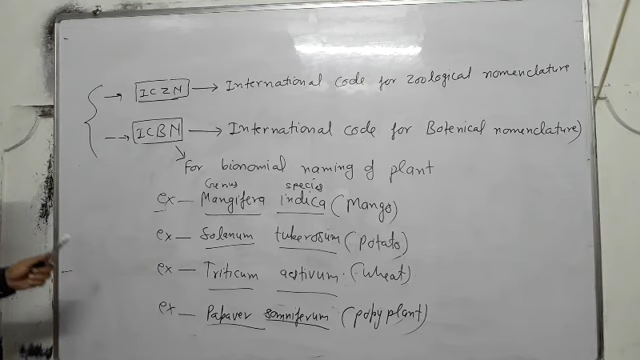 → ICZN → International code for zoological nomenclature
→ ICBN → International code for Botenical nomenclature)
for bionomial naming of plant
Genus species
ex — Mangifera indica (Mango)
ex — Solanum tuberosum (Potato)
ex — Triticum aestivum. (Wheat)
ex — Papaver somniferum (popy plant)